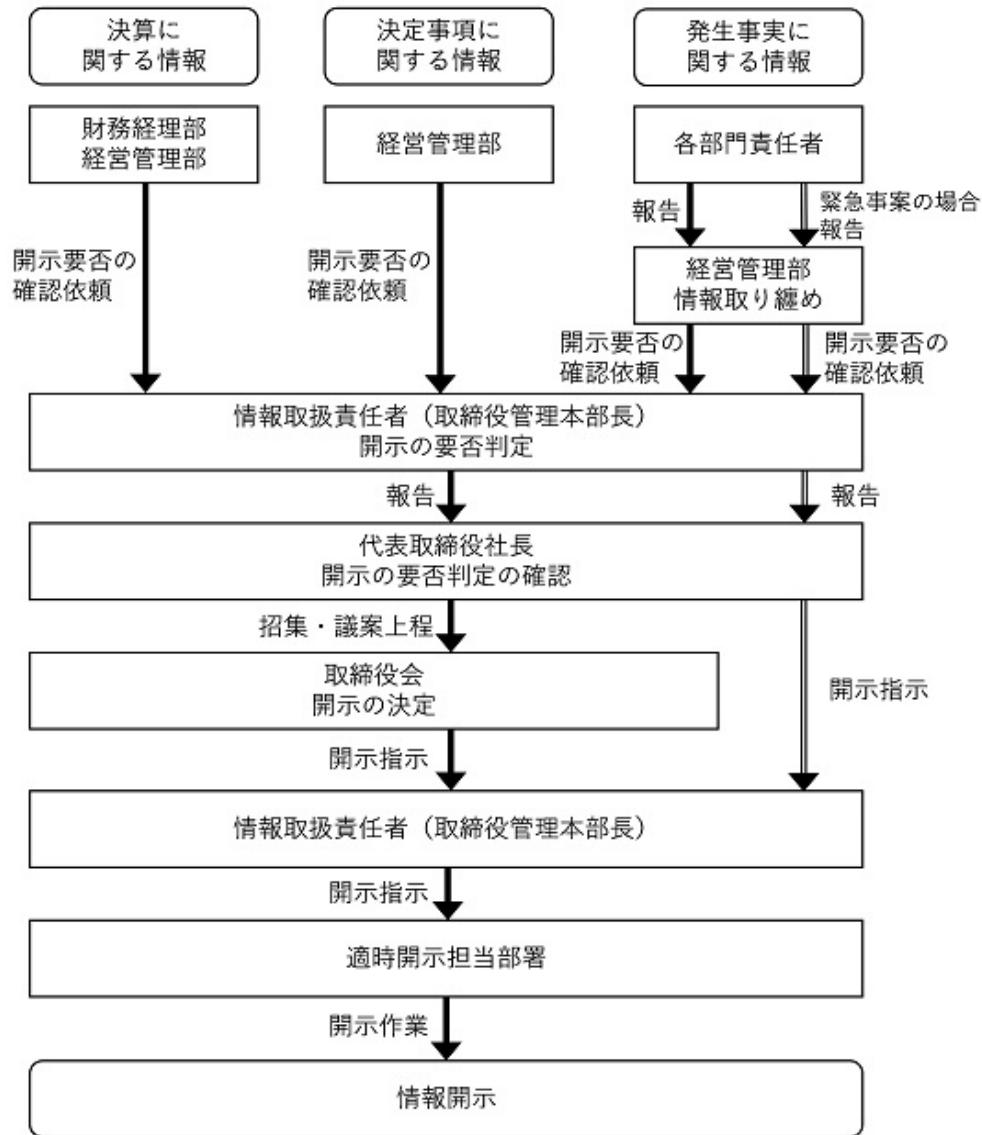 決算に
関する情報
決定事項に
関する情報
発生事実に
関する情報
財務経理部
経営管理部
経営管理部
各部門責任者
報告
緊急事案の場合
報告
開示要否の
確認依頼
開示要否の
確認依頼
経営管理部
情報取り纏め
開示要否の
確認依頼
開示要否の
確認依頼
情報取扱責任者（取締役管理本部長）
開示の要否判定
報告
報告
代表取締役社長
開示の要否判定の確認
招集・議案上程
取締役会
開示の決定
開示指示
開示指示
情報取扱責任者（取締役管理本部長）
開示指示
適時開示担当部署
開示作業
情報開示